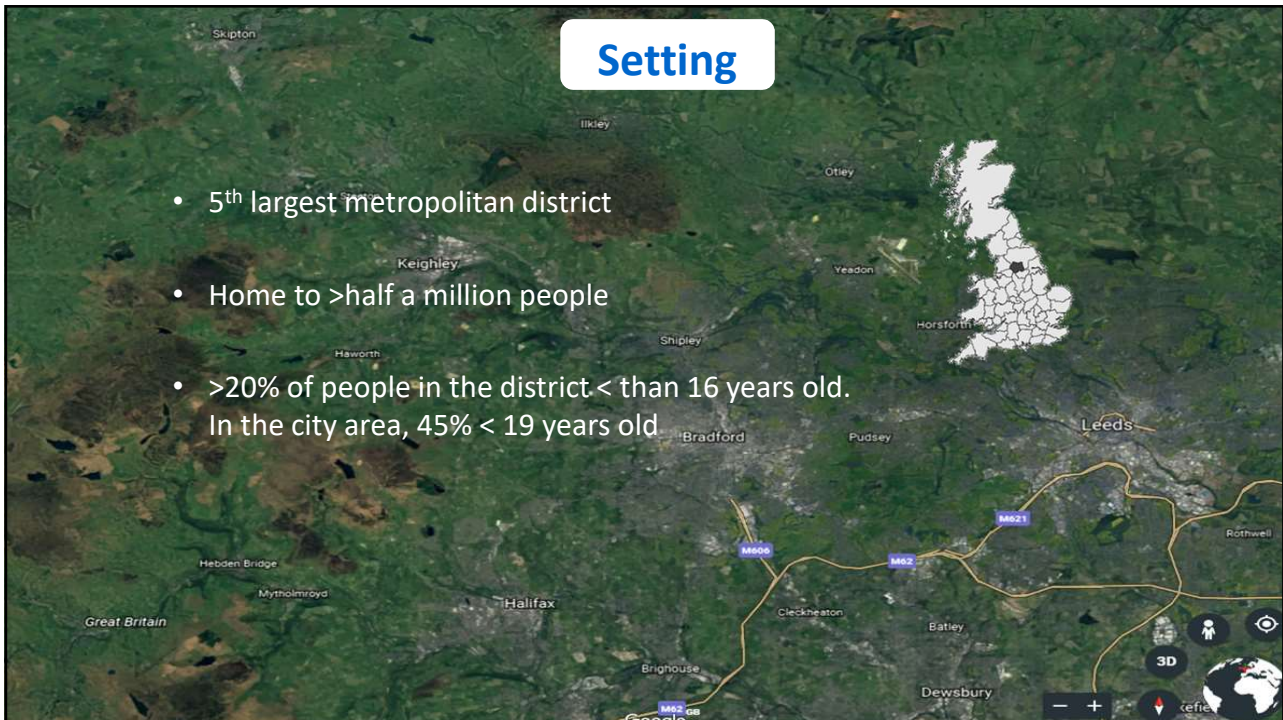 Skipton
Setting
Ilkley
Otley
• 5th largest metropolitan district
Keighley
Yeadon
• Home to >half a million people
Horsforth
Shipley
Haworth
• >20% of people in the district < than 16 years old.
In the city area, 45% < 19 years old
Bradford
Pudsey
Leeds
M621
Rothwell
M606
M62
Hebden Bridge
Mytholmroyd
Halifax
Cleckheaton
Great Britain
Batley
3D
Brighouse
Dewsbury
M62
GB
Google